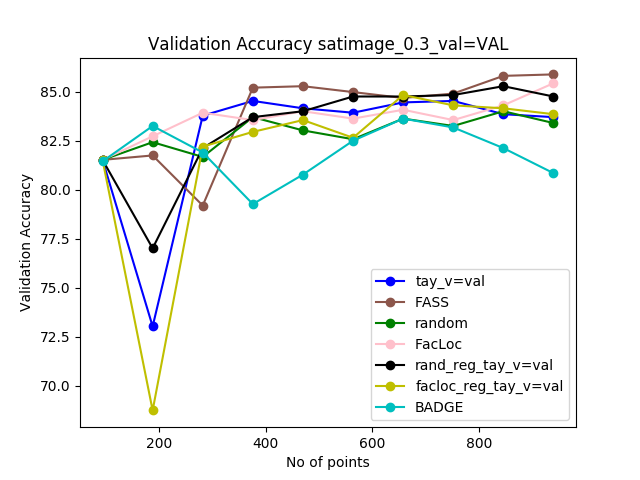 Validation Accuracy satimage_0.3_val=VAL
Validation Accuracy
85.0
82.5
80.0
77.5
75.0
72.5
70.0
tay_v=val
FASS
random
FacLoc
rand_reg_tay_v=val
facloc_reg_tay_v=val
BADGE
200
400
600
800
No of points